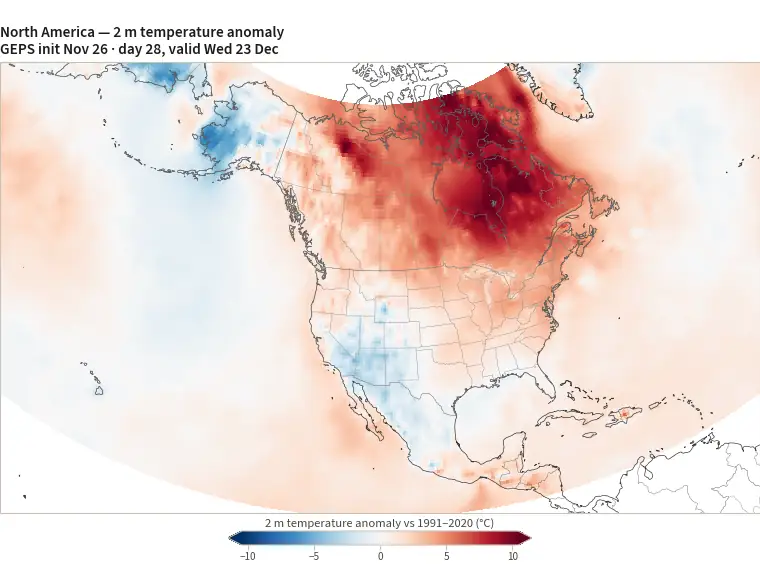 North America — 2 m temperature anomaly
GEPS init Nov 26 · day 28, valid Wed 23 Dec
2 m temperature anomaly vs 1991–2020 (°C)
−10 −5 0 5 10